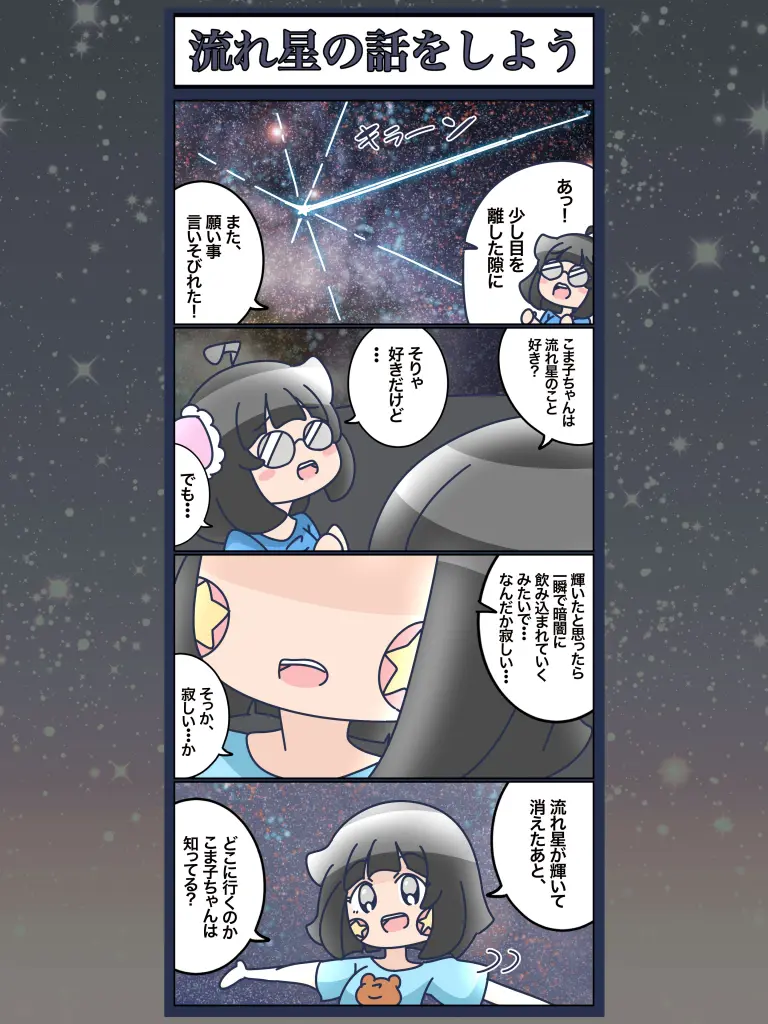 流れ星の話をしよう
キラーン
あっ!
少し目を
離した隙に
また、
願い事
言いそびれた!
こま子ちゃんは
流れ星のこと
好き?
そりゃ
好きだけど
…
でも…
輝いたと思ったら
一瞬で暗闇に
飲み込まれていく
みたいで…
なんだか寂しい…
そっか、
寂しい…か
流れ星が輝いて
消えたあと、
どこに行くのか
こま子ちゃんは
知ってる?